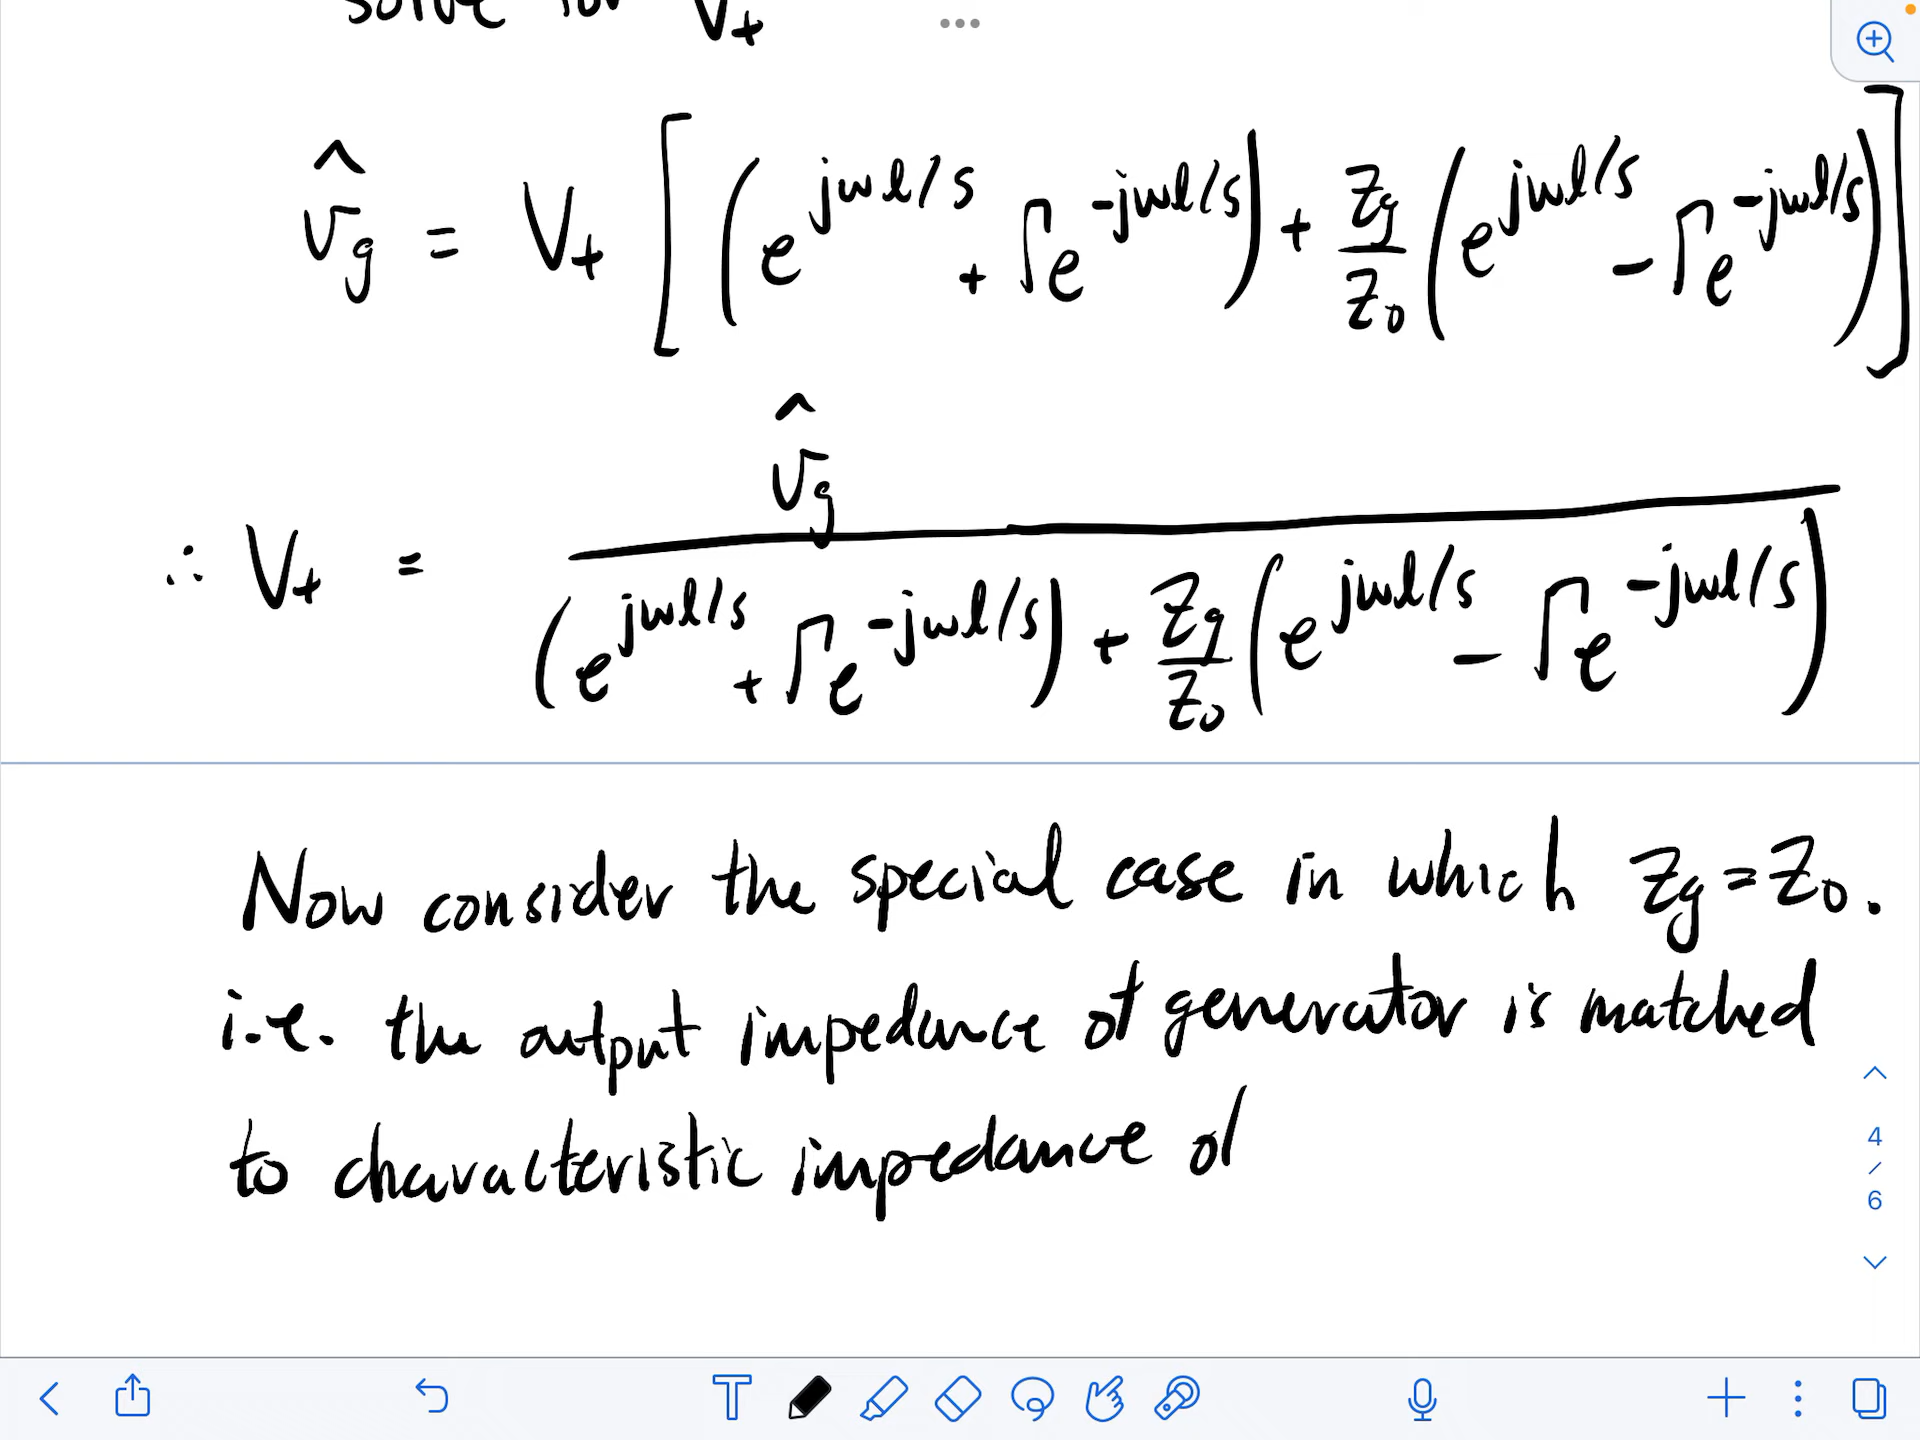 solve for V₊
v̂g = V₊ [ (e^{jωl/s} + Γe^{-jωl/s}) + Zg/Z₀ (e^{jωl/s} - Γe^{-jωl/s}) ]
∴ V₊ = v̂g / ( (e^{jωl/s} + Γe^{-jωl/s}) + Zg/Z₀ (e^{jωl/s} - Γe^{-jωl/s}) )
Now consider the special case in which Zg = Z₀.
i.e. the output impedance of generator is matched
to characteristic impedance of
4
/
6
T